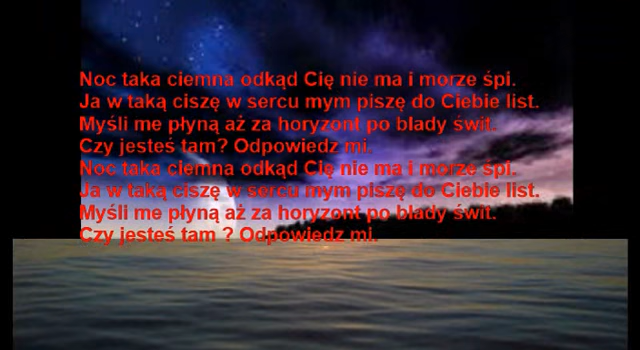 Noc taka ciemna odkąd Cię nie ma i morze śpi.
Ja w taką ciszę w sercu mym piszę do Ciebie list.
Myśli me płyną aż za horyzont po blady świt.
Czy jesteś tam? Odpowiedz mi.
Noc taka ciemna odkąd Cię nie ma i morze śpi.
Ja w taką ciszę w sercu mym piszę do Ciebie list.
Myśli me płyną aż za horyzont po blady świt.
Czy jesteś tam ? Odpowiedz mi.